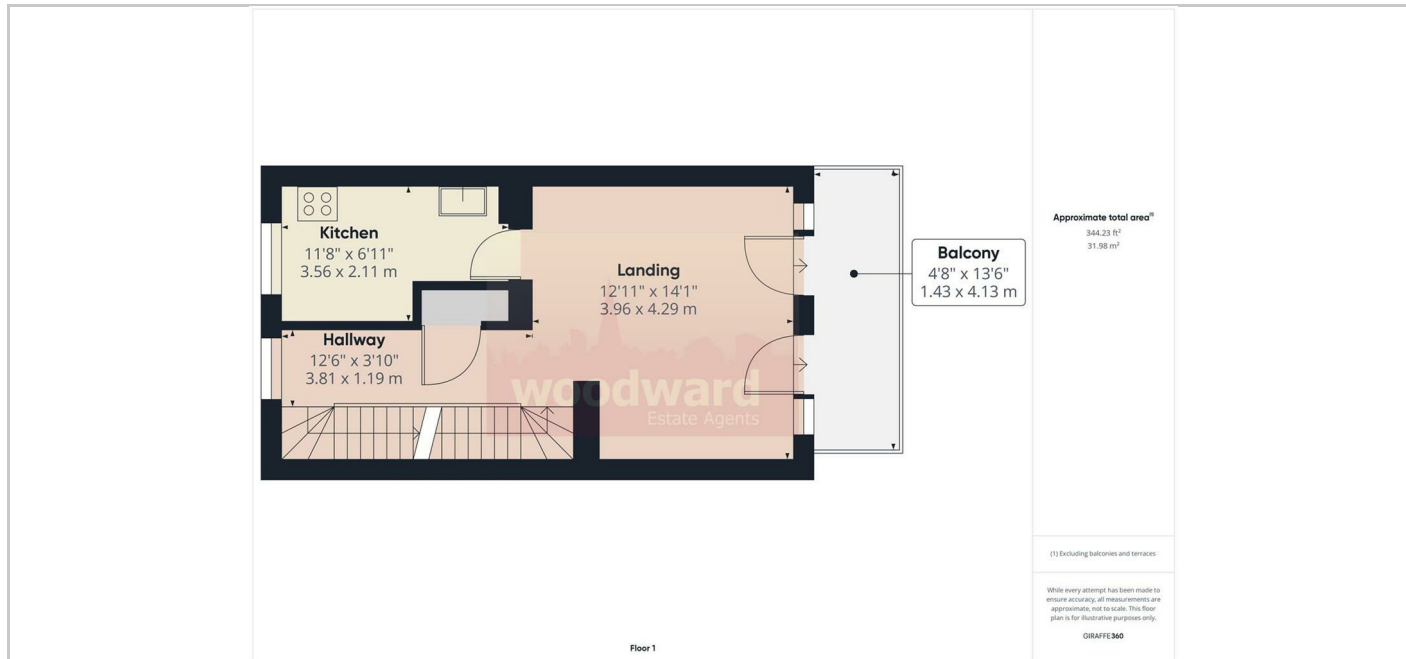 Kitchen
11'8" x 6'11"
3.56 x 2.11 m
Landing
12'11" x 14'1"
3.96 x 4.29 m
Balcony
4'8" x 13'6"
1.43 x 4.13 m
Hallway
12'6" x 3'10"
3.81 x 1.19 m
woodward
Estate Agents
Floor 1
Approximate total area⁽¹⁾
344.23 ft²
31.98 m²
(1) Excluding balconies and terraces
While every attempt has been made to
ensure accuracy, all measurements are
approximate, not to scale. This floor
plan is for illustrative purposes only.
GIRAFFE360